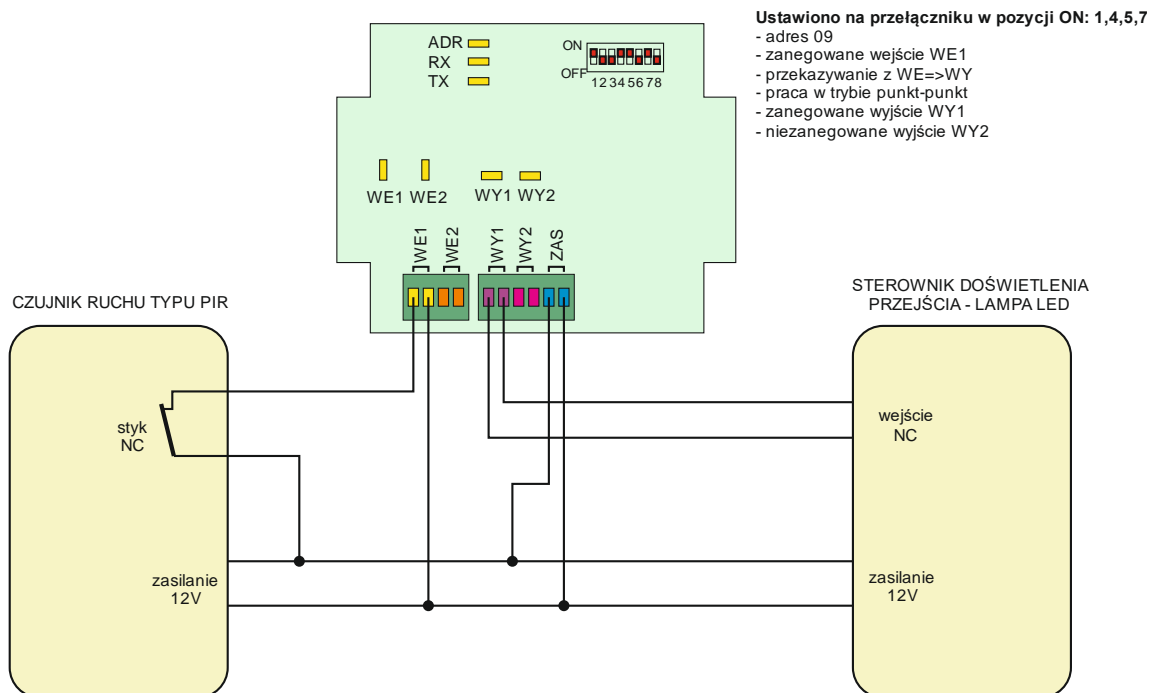 Ustawiono na przełączniku w pozycji ON: 1,4,5,7
- adres 09
- zanegowane wejście WE1
- przekazywanie z WE=>WY
- praca w trybie punkt-punkt
- zanegowane wyjście WY1
- niezanegowane wyjście WY2
ADR
RX
TX
ON
OFF
12345678
WE1 WE2
WY1 WY2
WE1
WE2
WY1
WY2
ZAS
CZUJNIK RUCHU TYPU PIR
styk
NC
zasilanie
12V
STEROWNIK DOŚWIETLENIA
PRZEJŚCIA - LAMPA LED
wejście
NC
zasilanie
12V